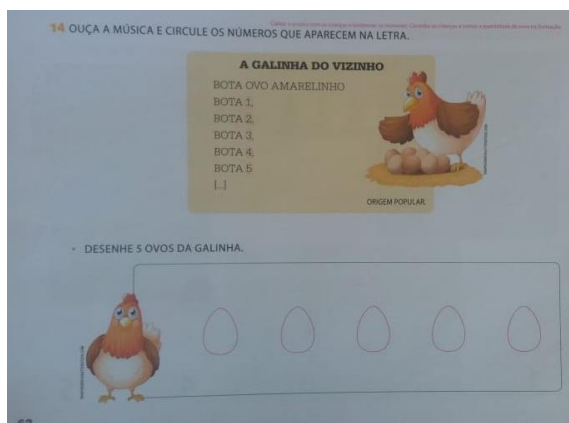 14 OUÇA A MÚSICA E CIRCULE OS NÚMEROS QUE APARECEM NA LETRA.
A GALINHA DO VIZINHO
BOTA OVO AMARELINHO
BOTA 1,
BOTA 2,
BOTA 3,
BOTA 4,
BOTA 5
[...]
ORIGEM POPULAR.
• DESENHE 5 OVOS DA GALINHA.